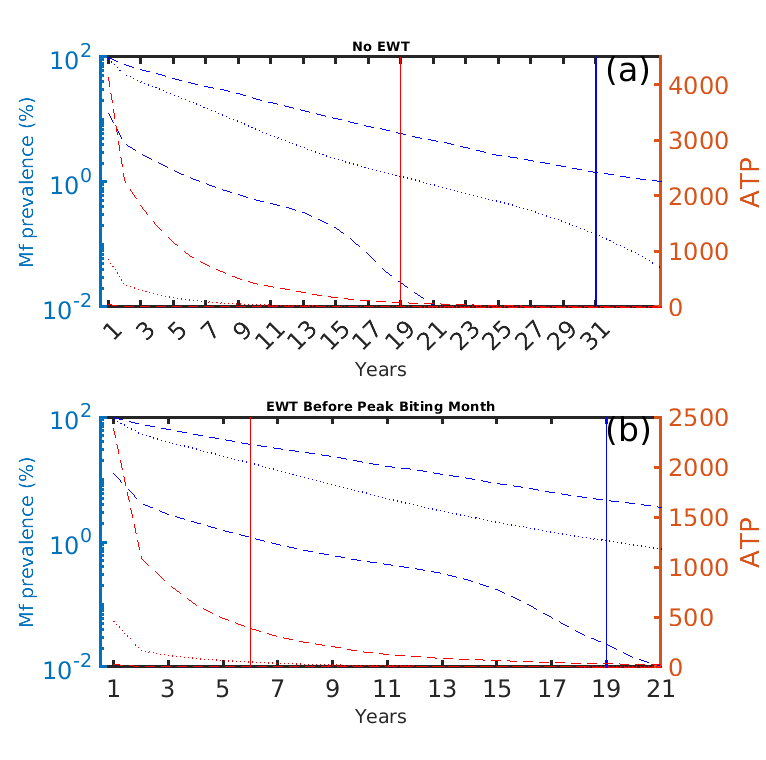 No EWT
(a)
10²
10⁰
10⁻²
Mf prevalence (%)
4000
3000
2000
1000
0
ATP
1 3 5 7 9 11 13 15 17 19 21 23 25 27 29 31
Years
EWT Before Peak Biting Month
(b)
10²
10⁰
10⁻²
Mf prevalence (%)
2500
2000
1500
1000
500
0
ATP
1 3 5 7 9 11 13 15 17 19 21
Years